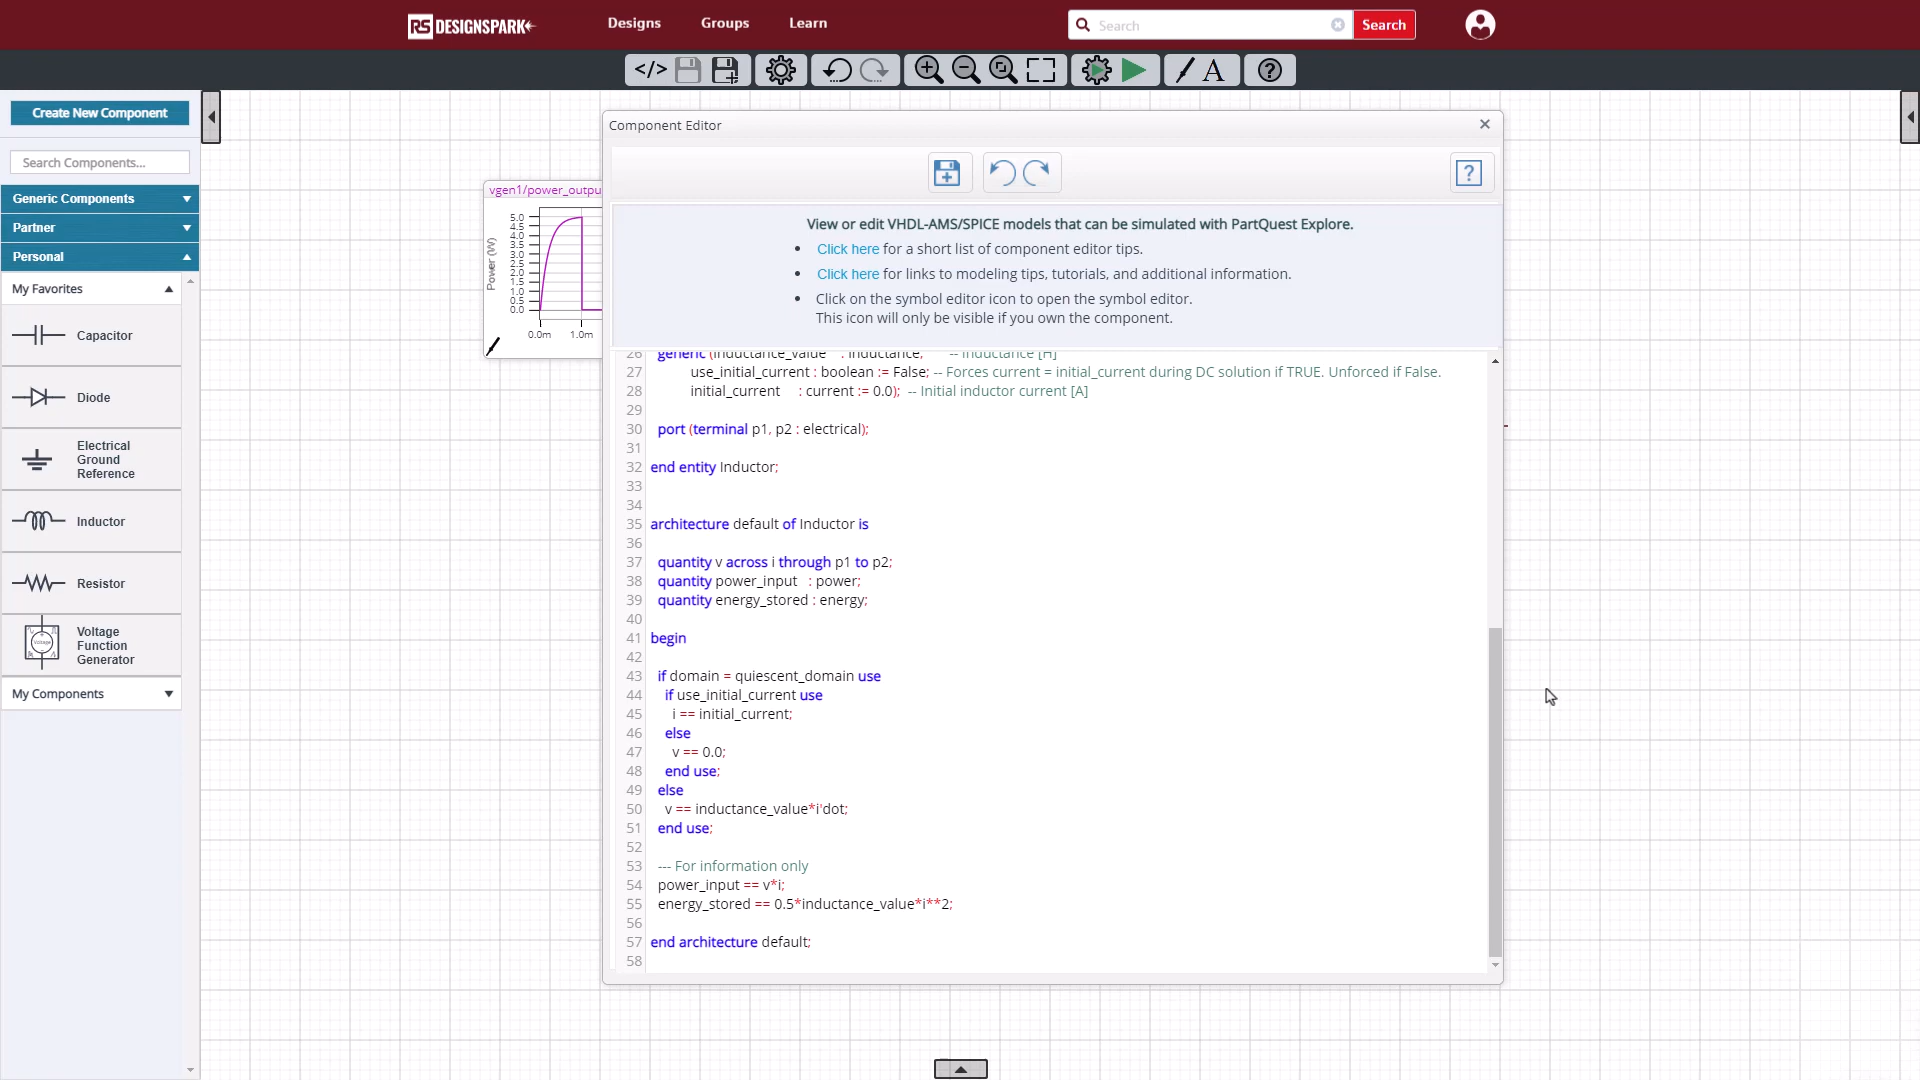 RS DESIGNSPARK
Designs
Groups
Learn
Search
Search
</>
A
?
Create New Component
Search Components...
Generic Components
Partner
Personal
My Favorites
Capacitor
Diode
Electrical
Ground
Reference
Inductor
Resistor
Voltage
Function
Generator
My Components
vgen1/power_outpu
Power (W)
5.0
4.5
4.0
3.5
3.0
2.5
2.0
1.5
1.0
0.5
0.0
0.0m 1.0m
Component Editor
?
View or edit VHDL-AMS/SPICE models that can be simulated with PartQuest Explore.
• Click here for a short list of component editor tips.
• Click here for links to modeling tips, tutorials, and additional information.
• Click on the symbol editor icon to open the symbol editor.
This icon will only be visible if you own the component.
26 generic (inductance_value : inductance; -- Inductance [H]
27 use_initial_current : boolean := False; -- Forces current = initial_current during DC solution if TRUE. Unforced if False.
28 initial_current : current := 0.0); -- Initial inductor current [A]
29
30 port (terminal p1, p2 : electrical);
31
32 end entity Inductor;
33
34
35 architecture default of Inductor is
36
37 quantity v across i through p1 to p2;
38 quantity power_input : power;
39 quantity energy_stored : energy;
40
41 begin
42
43 if domain = quiescent_domain use
44 if use_initial_current use
45 i == initial_current;
46 else
47 v == 0.0;
48 end use;
49 else
50 v == inductance_value*i'dot;
51 end use;
52
53 --- For information only
54 power_input == v*i;
55 energy_stored == 0.5*inductance_value*i**2;
56
57 end architecture default;
58